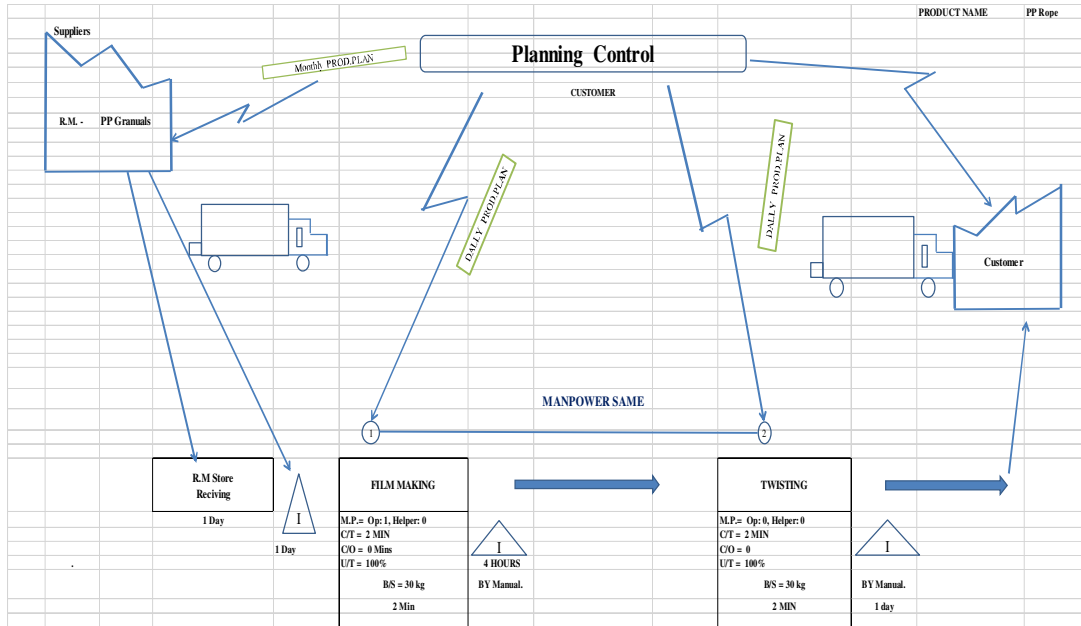 PRODUCT NAME PP Rope
Suppliers
Monthly PROD.PLAN
Planning Control
CUSTOMER
R.M. - PP Granuals
DALLY PROD.PLAN
DALLY PROD.PLAN
Customer
MANPOWER SAME
1
2
R.M Store
Reciving
1 Day
I
1 Day
FILM MAKING
M.P.= Op: 1, Helper: 0
C/T = 2 MIN
C/O = 0 Mins
U/T = 100%
B/S = 30 kg
2 Min
I
4 HOURS
BY Manual.
TWISTING
M.P.= Op: 0, Helper: 0
C/T = 2 MIN
C/O = 0
U/T = 100%
B/S = 30 kg
2 MIN
I
BY Manual.
1 day
.